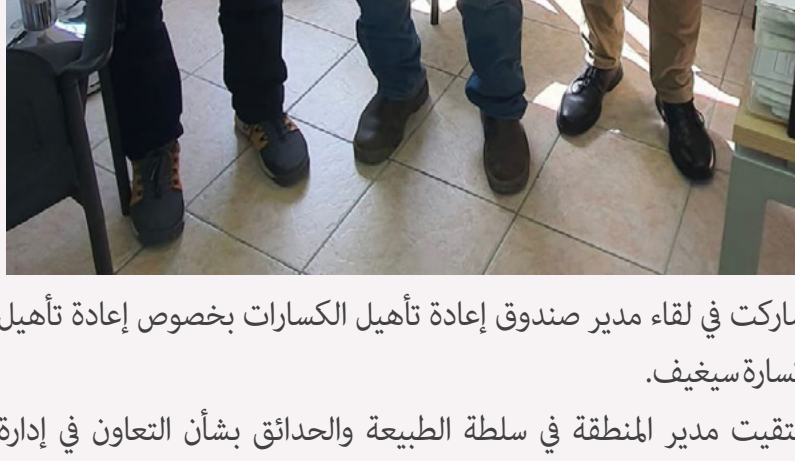 اركت في لقاء مدير صندوق إعادة تأهيل الكسارات بخصوص إعادة تأهيل
سارة سيغيف.
تقيت مدير المنطقة في سلطة الطبيعة والحدائق بشأن التعاون في إدارة